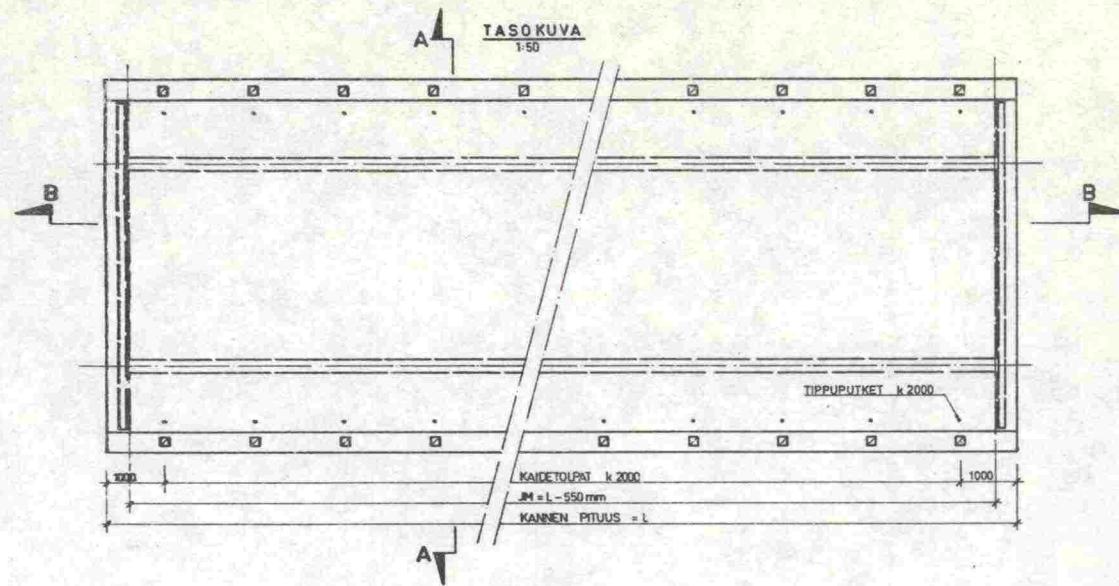 A
TASOKUVA
1:50
B
B
TIPPUPUTKET k 2000
1000
KAIDETOLPAT k 2000
1000
JM = L - 550 mm
KANNEN PITUUS = L
A